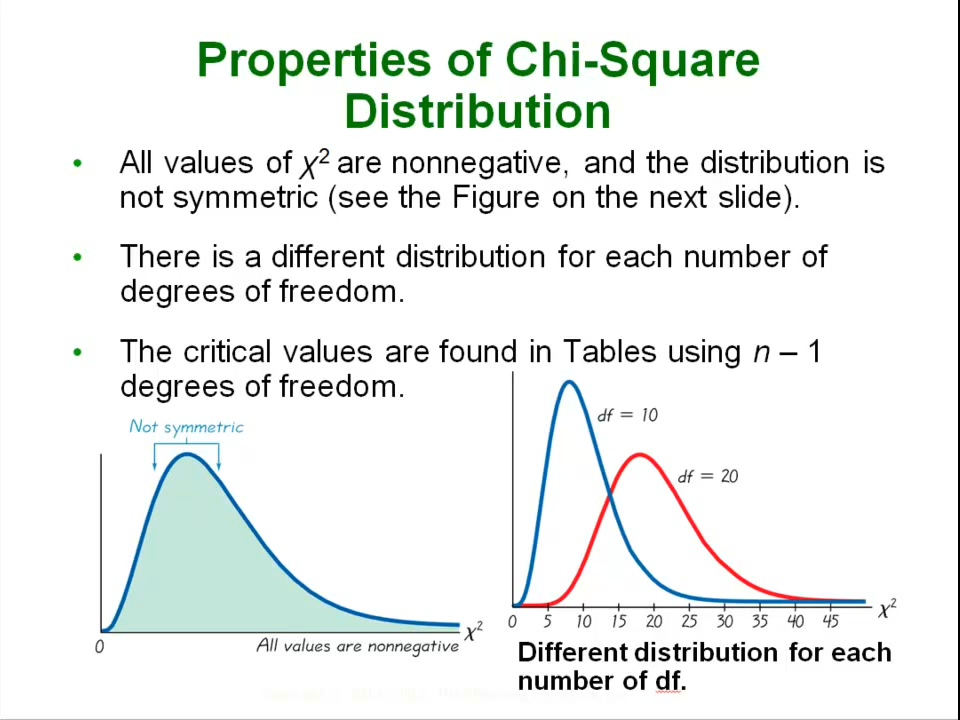 Properties of Chi-Square
Distribution
• All values of χ² are nonnegative, and the distribution is
not symmetric (see the Figure on the next slide).
• There is a different distribution for each number of
degrees of freedom.
• The critical values are found in Tables using n – 1
degrees of freedom.
Not symmetric
χ²
0
All values are nonnegative
df = 10
df = 20
χ²
0 5 10 15 20 25 30 35 40 45
Different distribution for each
number of df.